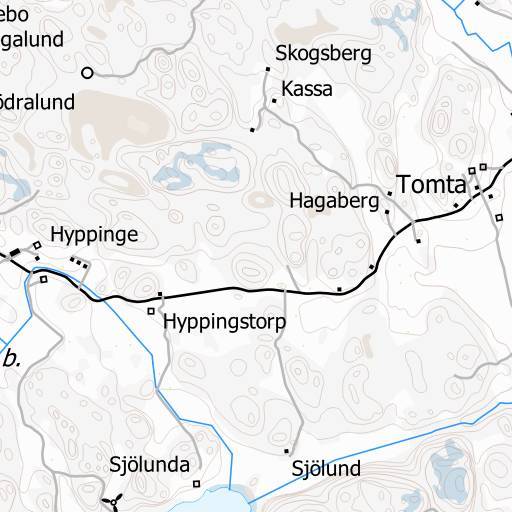 ebo
galund
Skogsberg
Kassa
ödralund
Tomta
Hagaberg
Hyppinge
Hyppingstorp
b.
Sjölunda
Sjölund